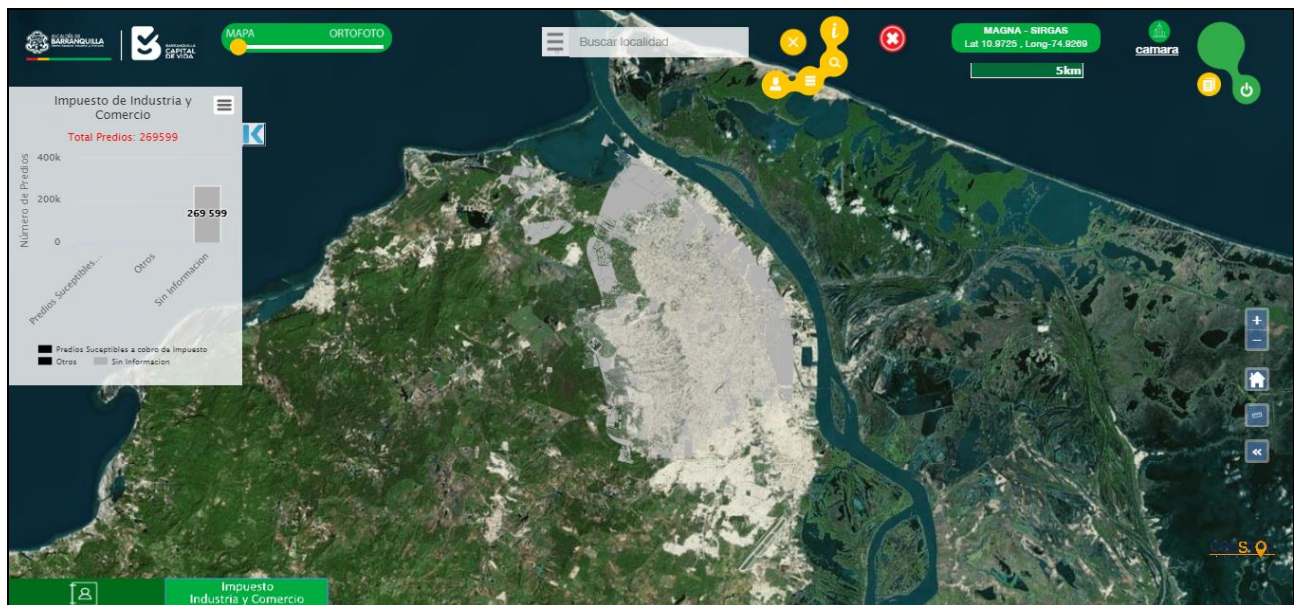 ALCALDÍA DE
BARRANQUILLA
BARRANQUILLA
CAPITAL
DE VIDA
MAPA ORTOFOTO
Buscar localidad
MAGNA - SIRGAS
Lat 10.9725 , Long-74.9269
5km
camara
Impuesto de Industria y
Comercio
Total Predios: 269599
Número de Predios
400k
200k
0
269 599
Predios Suceptibles...
Otros
Sin Informacion
Predios Suceptibles a cobro de Impuesto
Otros Sin Informacion
S.
Impuesto
Industria y Comercio